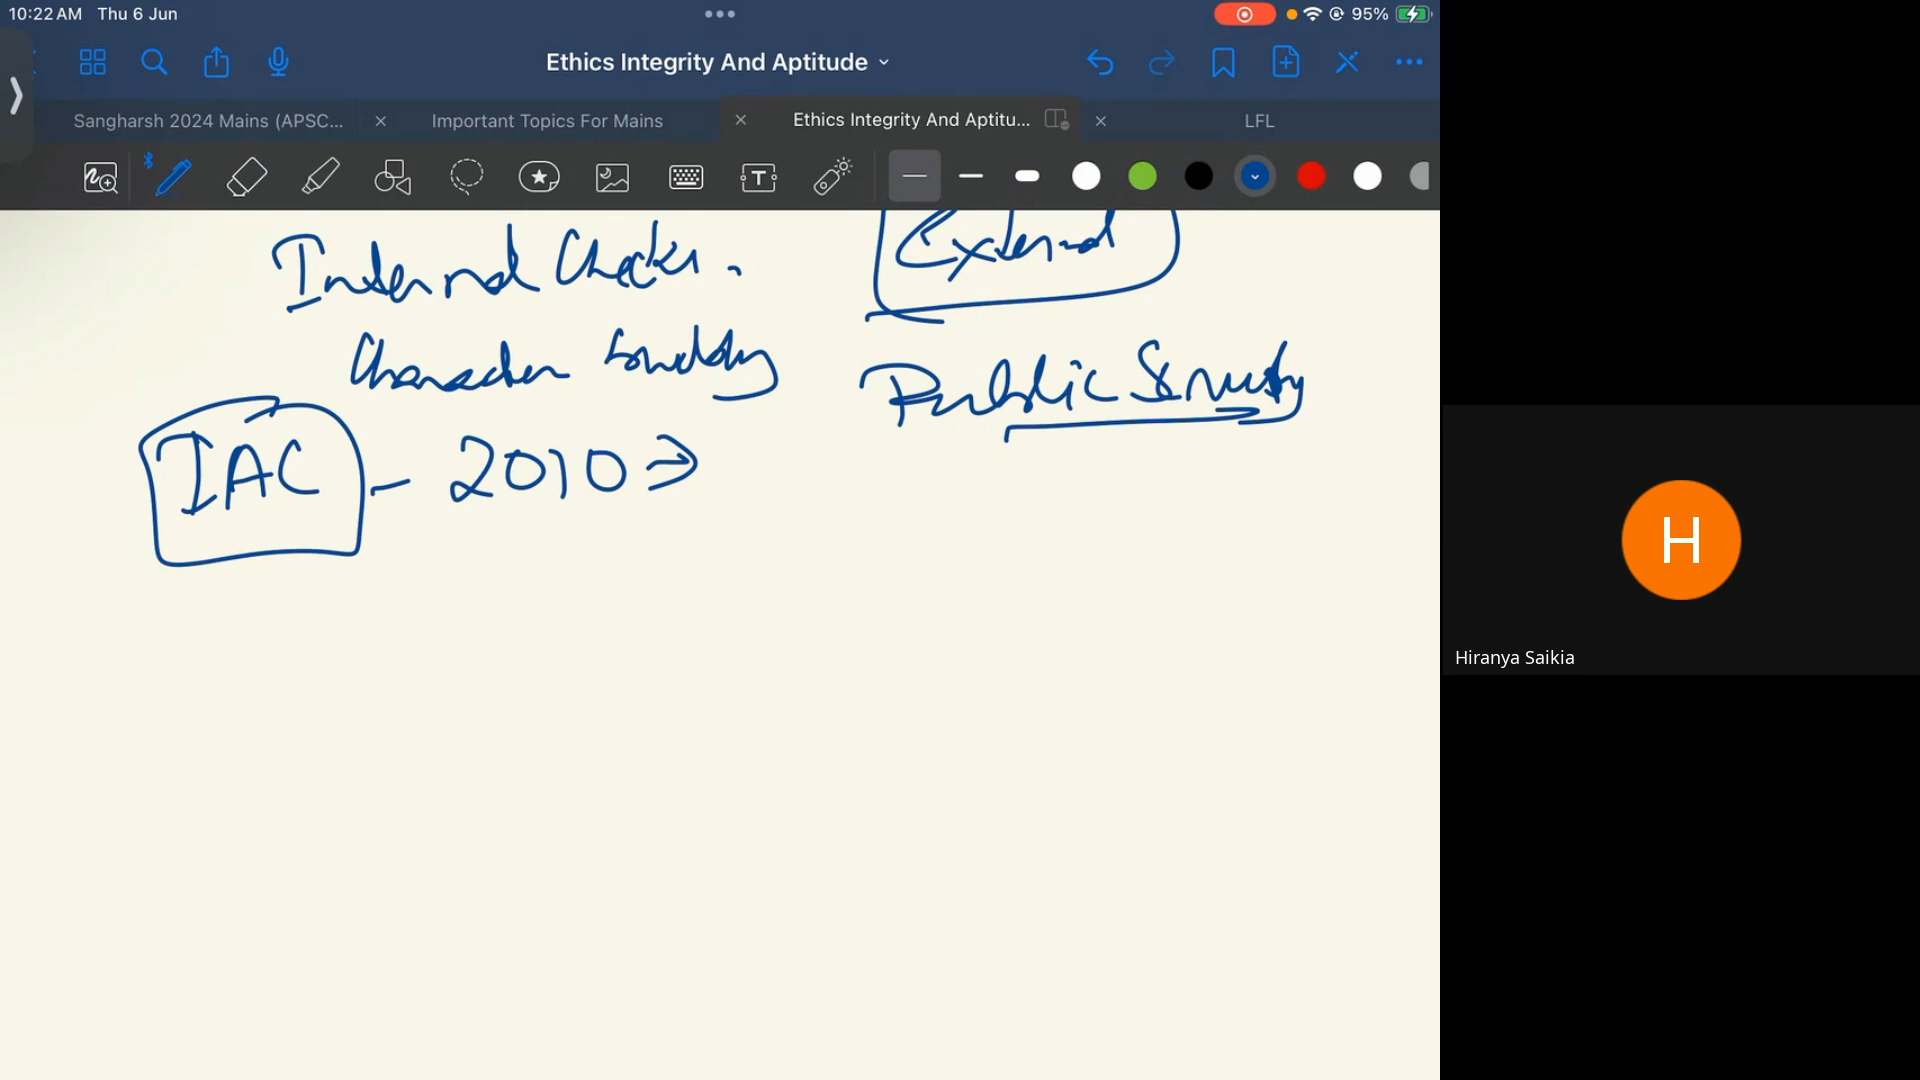 10:22 AM Thu 6 Jun
95%
Ethics Integrity And Aptitude
Sangharsh 2024 Mains (APSC...
Important Topics For Mains
Ethics Integrity And Aptitu...
LFL
Internal Checks.
External
Character
Public Scrutiny
IAC - 2010 ⇒
H
Hiranya Saikia